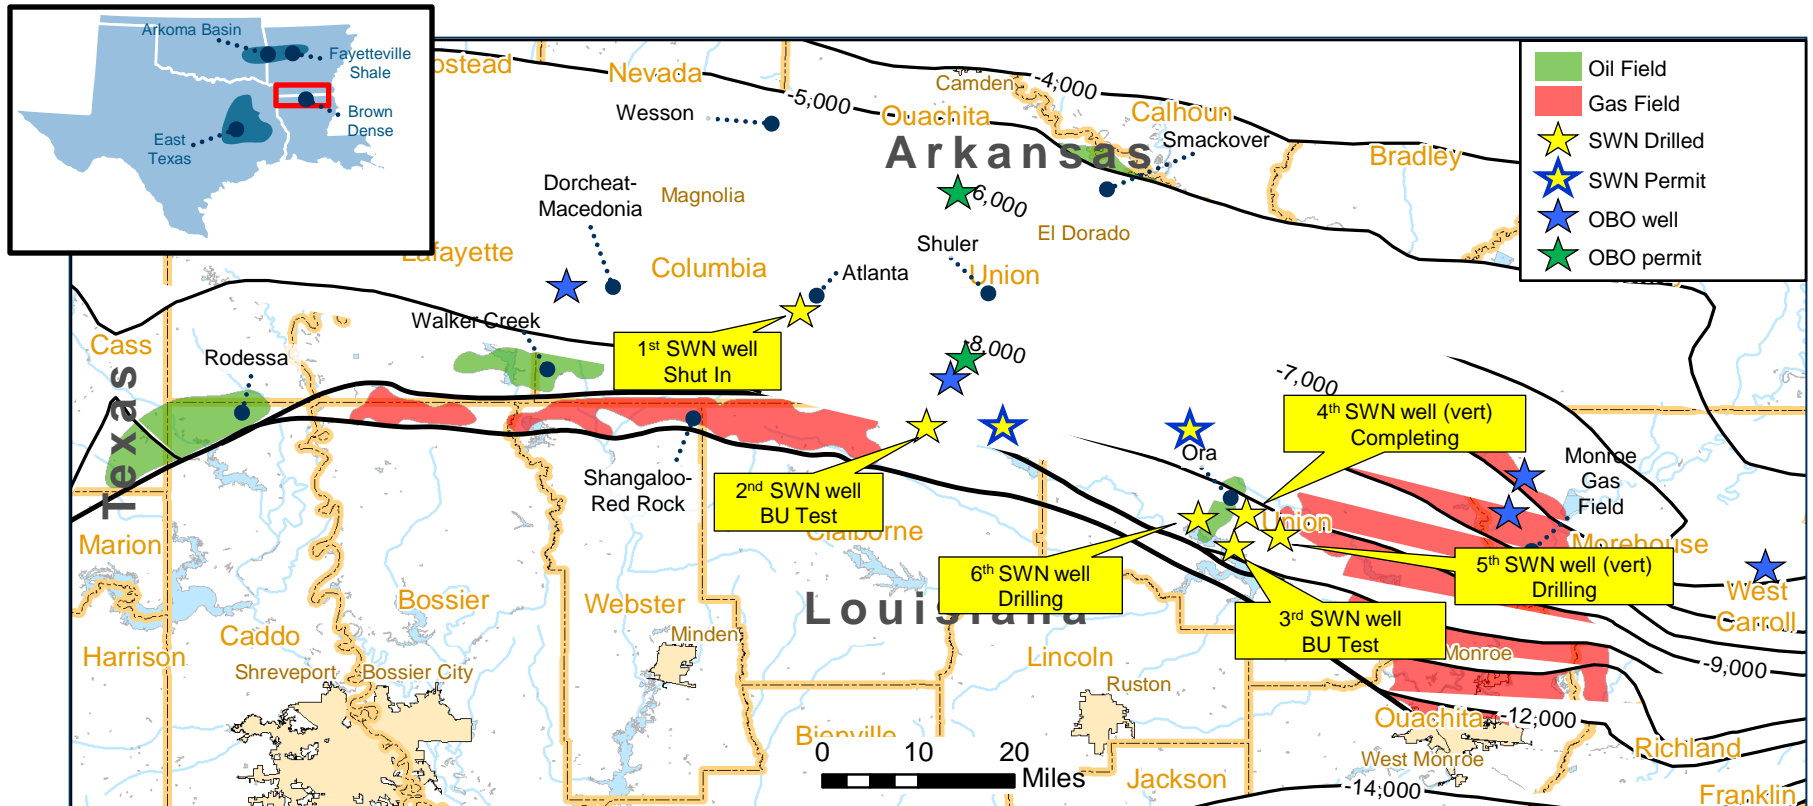 Arkoma Basin
Fayetteville
Shale
Brown
Dense
East
Texas
Oil Field
Gas Field
SWN Drilled
SWN Permit
OBO well
OBO permit
ostead
Nevada
Camden
-4,000
-5,000
Wesson
Ouachita
Calhoun
Smackover
Arkansas
Bradley
Dorcheat-
Macedonia
Magnolia
6,000
El Dorado
Shuler
Lafayette
Columbia
Atlanta
Union
Walker Creek
Cass
Rodessa
1st SWN well
Shut In
-8,000
-7,000
Texas
4th SWN well (vert)
Completing
Ora
Monroe
Gas
Field
Shangaloo-
Red Rock
2nd SWN well
BU Test
Claiborne
Union
Morehouse
Marion
6th SWN well
Drilling
5th SWN well (vert)
Drilling
West
Carroll
Bossier
Webster
Louisiana
3rd SWN well
BU Test
Caddo
Minden
Harrison
Lincoln
Monroe
-9,000
Shreveport
Bossier City
Ruston
Ouachita
-12,000
Bienville
Richland
0 10 20
Miles
West Monroe
Jackson
-14,000
Franklin